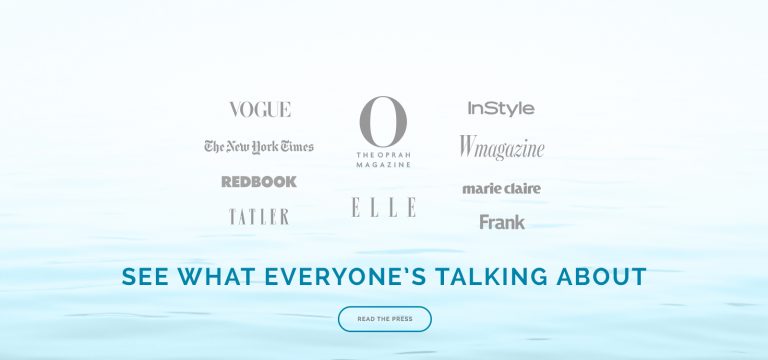 VOGUE
The New York Times
REDBOOK
TATLER
O
THE OPRAH
MAGAZINE
ELLE
InStyle
Wmagazine
marie claire
Frank
SEE WHAT EVERYONE'S TALKING ABOUT
READ THE PRESS